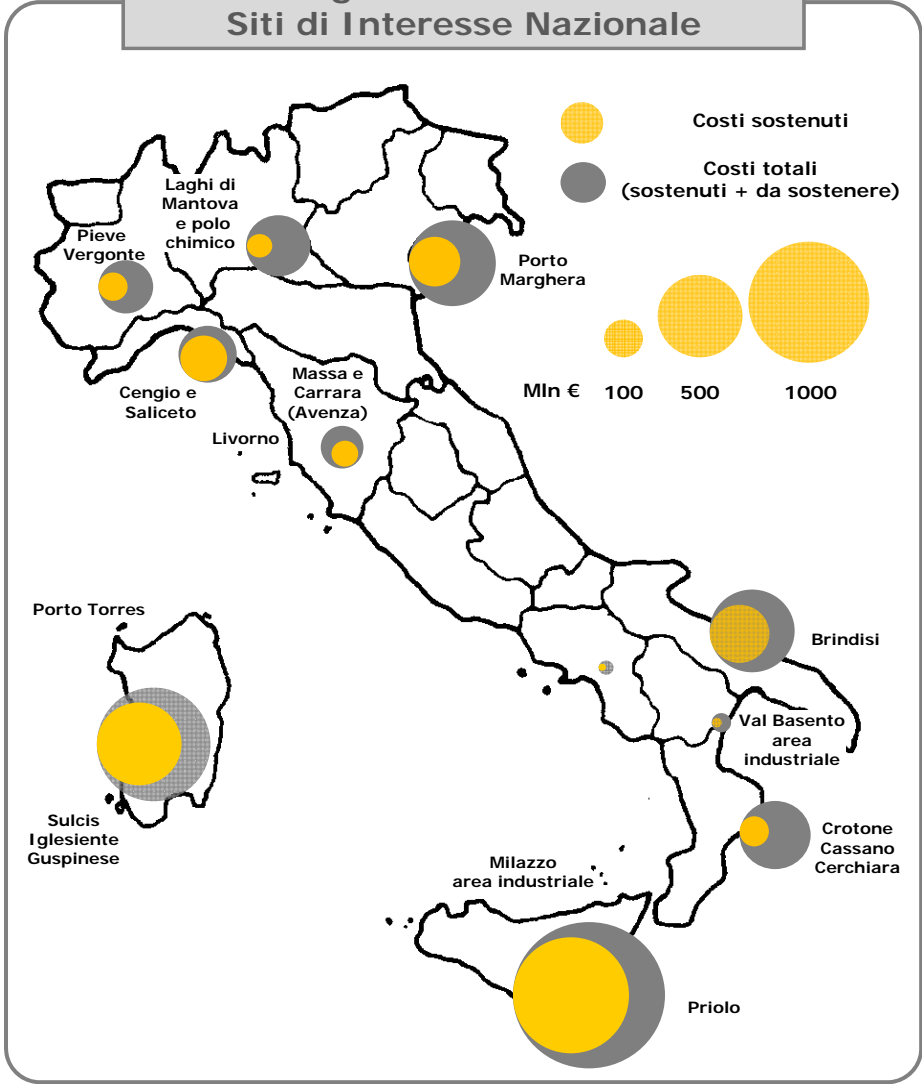 Siti di Interesse Nazionale
Costi sostenuti
Costi totali
(sostenuti + da sostenere)
Laghi di
Mantova
e polo
chimico
Pieve
Vergonte
Porto
Marghera
Mln € 100 500 1000
Cengio e
Saliceto
Massa e
Carrara
(Avenza)
Livorno
Porto Torres
Brindisi
Val Basento
area
industriale
Sulcis
Iglesiente
Guspinese
Crotone
Cassano
Cerchiara
Milazzo
area industriale
Priolo